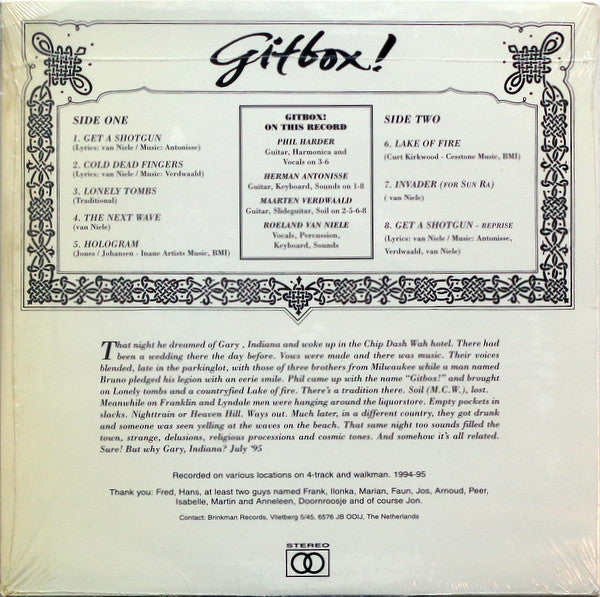 Gitbox!
SIDE ONE
1. GET A SHOTGUN
(Lyrics: van Niele / Music: Antonisse)
2. COLD DEAD FINGERS
(Lyrics: van Niele / Music: Verdwaald)
3. LONELY TOMBS
(Traditional)
4. THE NEXT WAVE
(van Niele)
5. HOLOGRAM
(Jones / Johansen - Inane Artists Music, BMI)
GITBOX!
ON THIS RECORD
PHIL HARDER
Guitar, Harmonica and
Vocals on 3-6
HERMAN ANTONISSE
Guitar, Keyboard, Sounds on 1-8
MAARTEN VERDWAALD
Guitar, Slideguitar, Soil on 2-5-6-8
ROELAND VAN NIELE
Vocals, Percussion,
Keyboard, Sounds
SIDE TWO
6. LAKE OF FIRE
(Curt Kirkwood - Cesstone Music, BMI)
7. INVADER (FOR SUN RA)
( van Niele)
8. GET A SHOTGUN - REPRISE
(Lyrics: van Niele / Music: Antonisse,
Verdwaald, van Niele)
That night he dreamed of Gary , Indiana and woke up in the Chip Dash Wah hotel. There had
been a wedding there the day before. Vows were made and there was music. Their voices
blended, late in the parkinglot, with those of three brothers from Milwaukee while a man named
Bruno pledged his legion with an eerie smile. Phil came up with the name "Gitbox!" and brought
on Lonely tombs and a countryfied Lake of fire. There's a tradition there. Soil (M.C.W.), lost.
Meanwhile on Franklin and Lyndale men were hanging around the liquorstore. Empty pockets in
slacks. Nighttrain or Heaven Hill. Ways out. Much later, in a different country, they got drunk
and someone was seen yelling at the waves on the beach. That same night too sounds filled the
town, strange, delusions, religious processions and cosmic tones. And somehow it's all related.
Sure! But why Gary, Indiana? July '95
Recorded on various locations on 4-track and walkman. 1994-95
Thank you: Fred, Hans, at least two guys named Frank, Ilonka, Marian, Faun, Jos, Arnoud, Peer,
Isabelle, Martin and Anneleen, Doornroosje and of course Jon.
Contact: Brinkman Records, Vlietberg 5/45, 6576 JB OOIJ, The Netherlands
STEREO